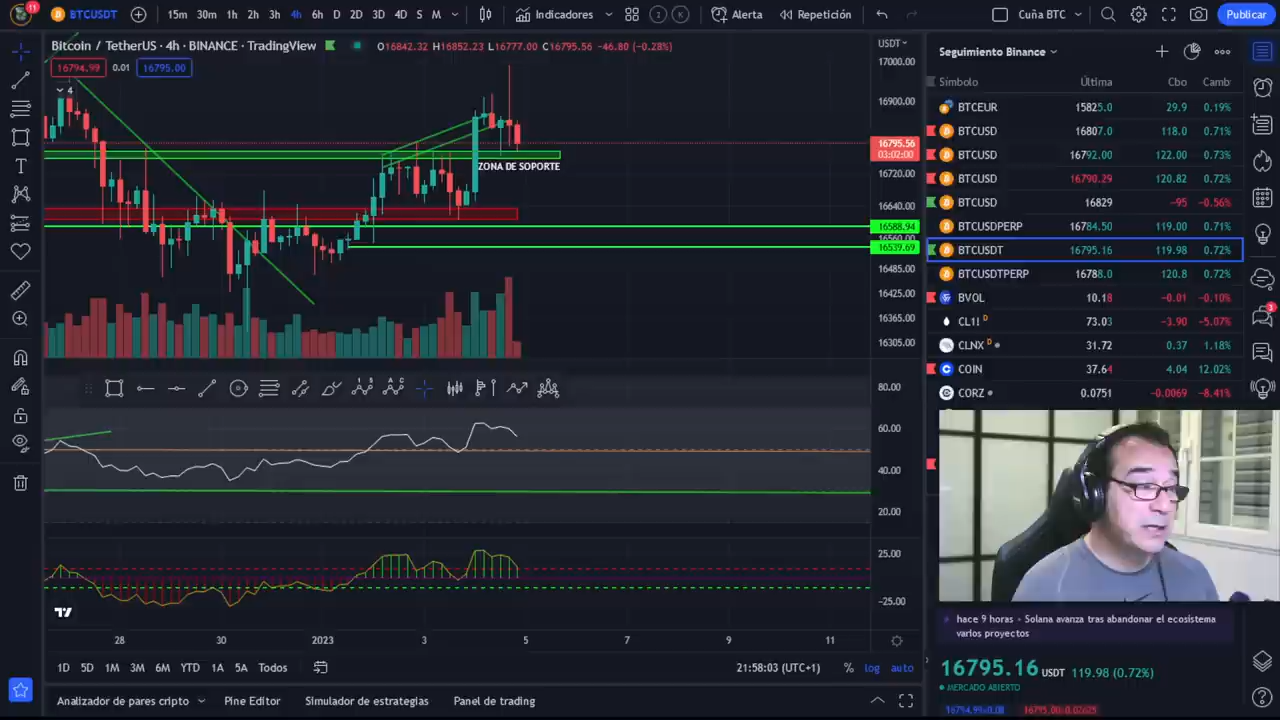 11
BTCUSDT
15m 30m 1h 2h 3h 4h 6h D 2D 3D 4D S M
Indicadores
Alerta
Repetición
Cuña BTC
Publicar
Bitcoin / TetherUS · 4h · BINANCE · TradingView
O16842.32 H16852.23 L16777.00 C16795.56 −46.80 (−0.28%)
16794.99 0.01 16795.00
4
USDT
17000.00
16900.00
16795.56
03:02:00
16720.00
16640.00
16588.94
16560.00
16539.69
16485.00
16425.00
16365.00
16305.00
ZONA DE SOPORTE
80.00
60.00
40.00
20.00
25.00
−25.00
28 30 2023 3 5 7 9 11
1D 5D 1M 3M 6M YTD 1A 5A Todos
21:58:03 (UTC+1)
% log auto
Analizador de pares cripto
Pine Editor
Simulador de estrategias
Panel de trading
Seguimiento Binance
Símbolo Última Cbo Camb
BTCEUR 15825.0 29.9 0.19%
BTCUSD 16807.0 118.0 0.71%
BTCUSD 16792.00 122.00 0.73%
BTCUSD 16790.29 120.82 0.72%
BTCUSD 16829 −95 −0.56%
BTCUSDPERP 16784.50 119.00 0.71%
BTCUSDT 16795.16 119.98 0.72%
BTCUSDTPERP 16788.0 120.8 0.72%
BVOL 10.18 −0.01 −0.10%
CL1! D 73.03 −3.90 −5.07%
CLNX D 31.72 0.37 1.18%
COIN 37.64 4.04 12.02%
CORZ 0.0751 −0.0069 −8.41%
3
hace 9 horas · Solana avanza tras abandonar el ecosistema
varios proyectos
16795.16 USDT 119.98 (0.72%)
MERCADO ABIERTO